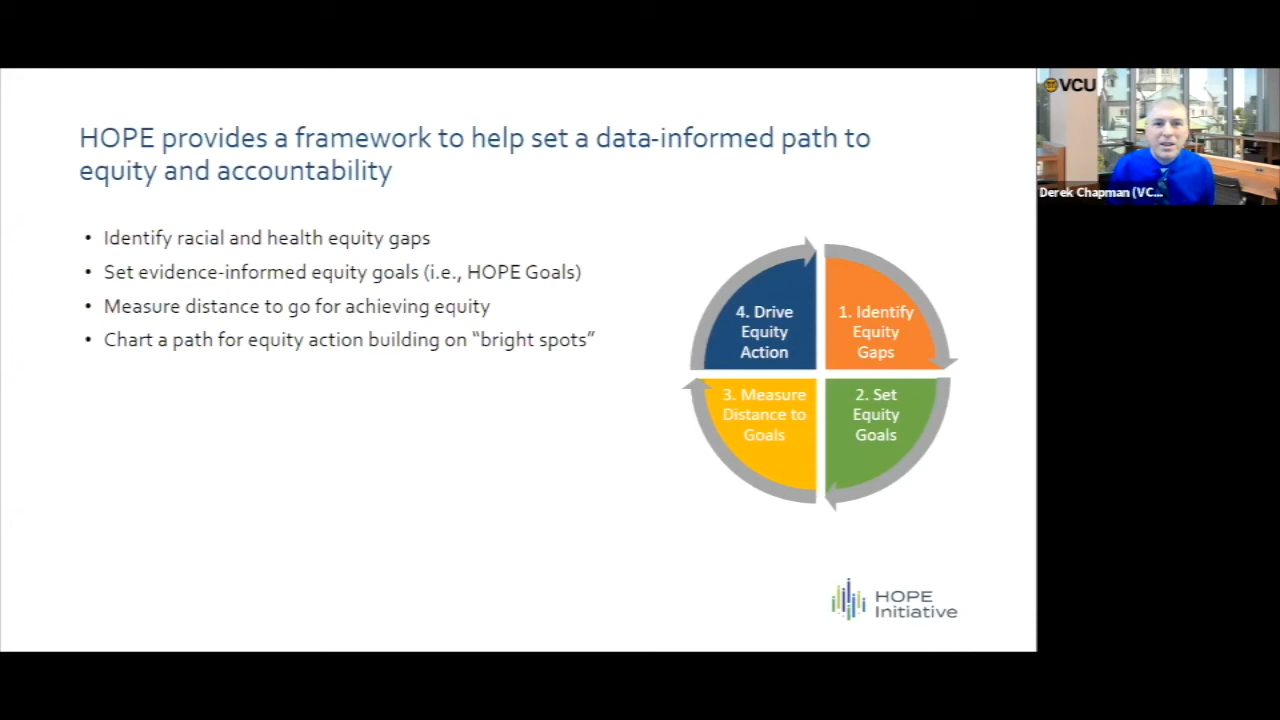 HOPE provides a framework to help set a data-informed path to
equity and accountability
• Identify racial and health equity gaps
• Set evidence-informed equity goals (i.e., HOPE Goals)
• Measure distance to go for achieving equity
• Chart a path for equity action building on “bright spots”
4. Drive
Equity
Action
1. Identify
Equity
Gaps
3. Measure
Distance to
Goals
2. Set
Equity
Goals
HOPE
Initiative
VCU
Derek Chapman (VC...